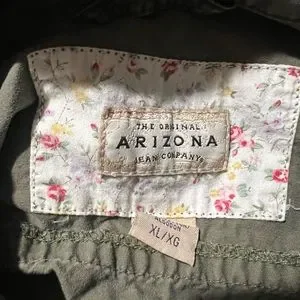 THE ORIGINAL
ARIZONA
JEAN COMPANY
XL/XG